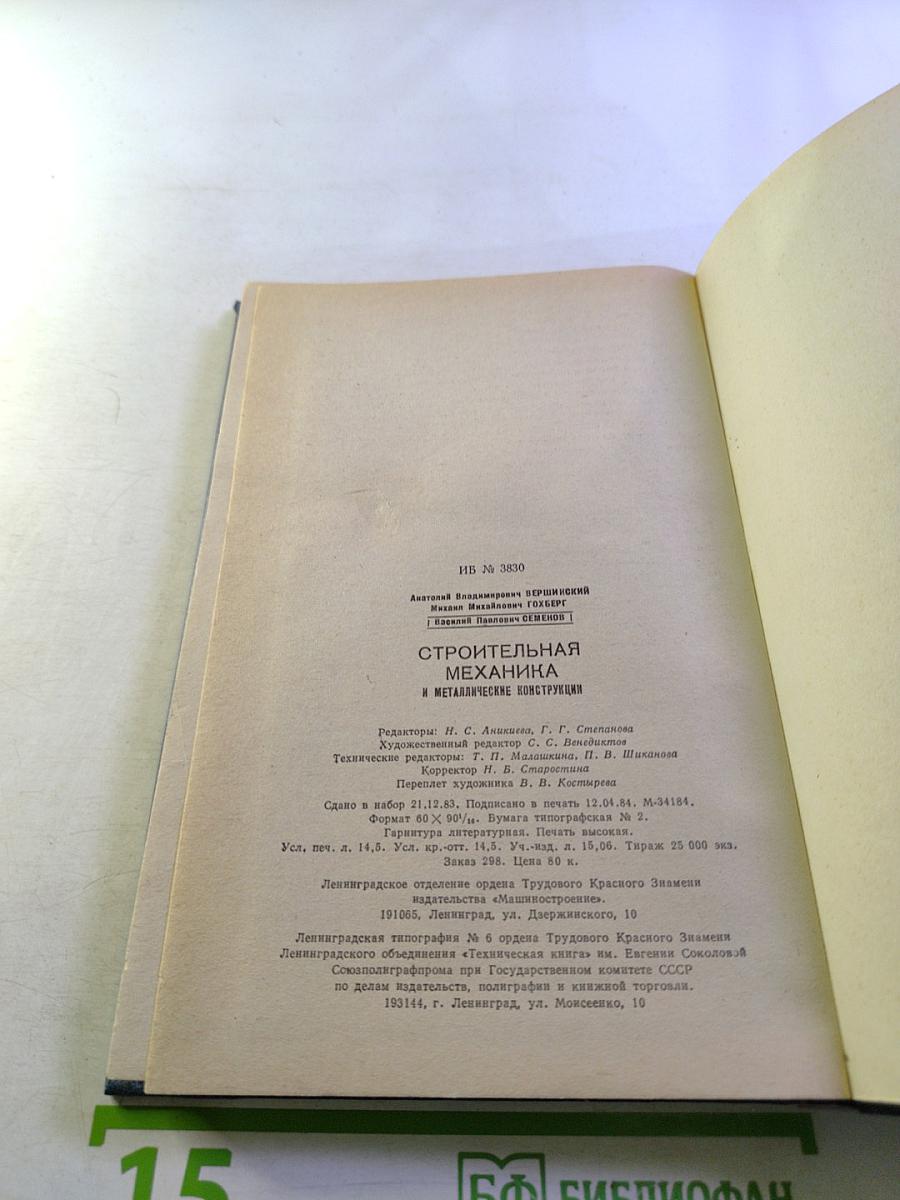 ИБ № 3830
Анатолий Владимирович ВЕРШИНСКИЙ
Михаил Михайлович ГОХБЕРГ
Василий Павлович СЕМЕНОВ
СТРОИТЕЛЬНАЯ
МЕХАНИКА
И МЕТАЛЛИЧЕСКИЕ КОНСТРУКЦИИ
Редакторы: Н. С. Аникиева, Г. Г. Степанова
Художественный редактор С. С. Венедиктов
Технические редакторы: Т. П. Малашкина, П. В. Шиканова
Корректор Н. Б. Старостина
Переплет художника В. В. Костырева
Сдано в набор 21.12.83. Подписано в печать 12.04.84. М-34184.
Формат 60 × 90¹/₁₆. Бумага типографская № 2.
Гарнитура литературная. Печать высокая.
Усл. печ. л. 14,5. Усл. кр.-отт. 14,5. Уч.-изд. л. 15,06. Тираж 25 000 экз.
Заказ 298. Цена 80 к.
Ленинградское отделение ордена Трудового Красного Знамени
издательства «Машиностроение».
191065, Ленинград, ул. Дзержинского, 10
Ленинградская типография № 6 ордена Трудового Красного Знамени
Ленинградского объединения «Техническая книга» им. Евгении Соколовой
Союзполиграфпрома при Государственном комитете СССР
по делам издательств, полиграфии и книжной торговли.
193144, г. Ленинград, ул. Моисеенко, 10
15
БФ БИБЛИОФАН